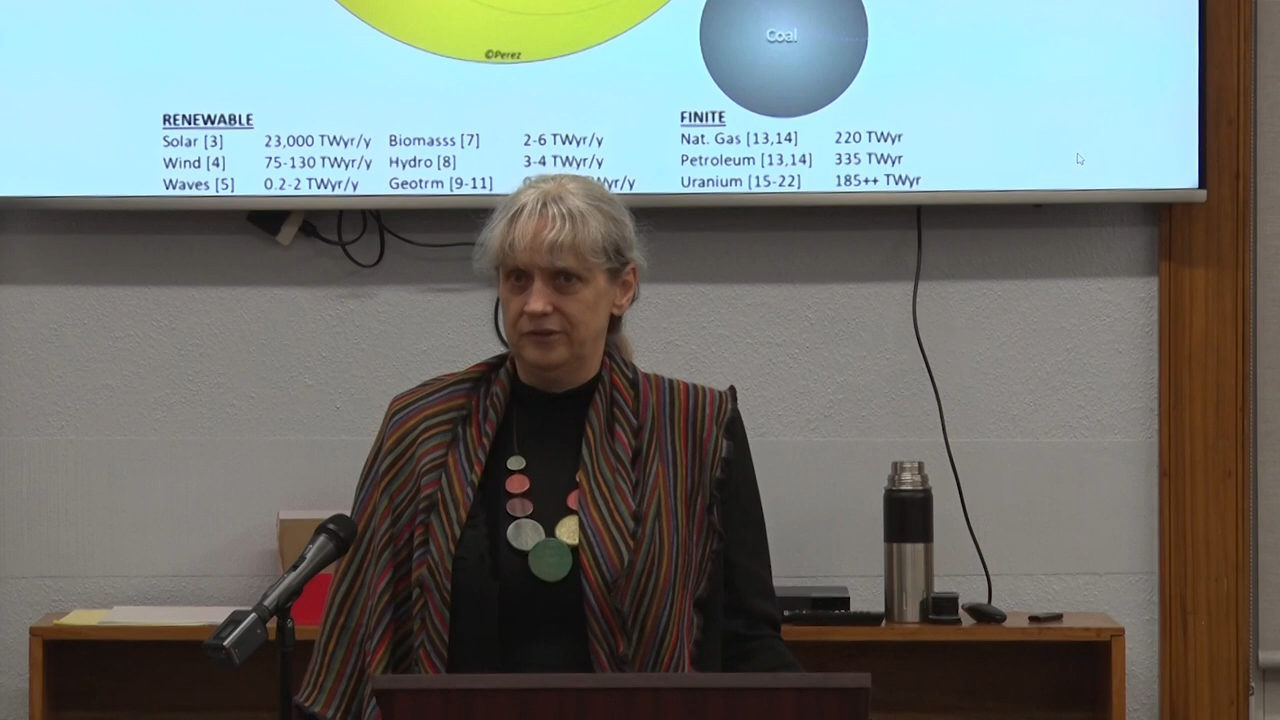 ©Perez
Coal
RENEWABLE
Solar [3] 23,000 TWyr/y Biomasss [7] 2-6 TWyr/y
Wind [4] 75-130 TWyr/y Hydro [8] 3-4 TWyr/y
Waves [5] 0.2-2 TWyr/y Geotrm [9-11]
FINITE
Nat. Gas [13,14] 220 TWyr
Petroleum [13,14] 335 TWyr
Uranium [15-22] 185++ TWyr